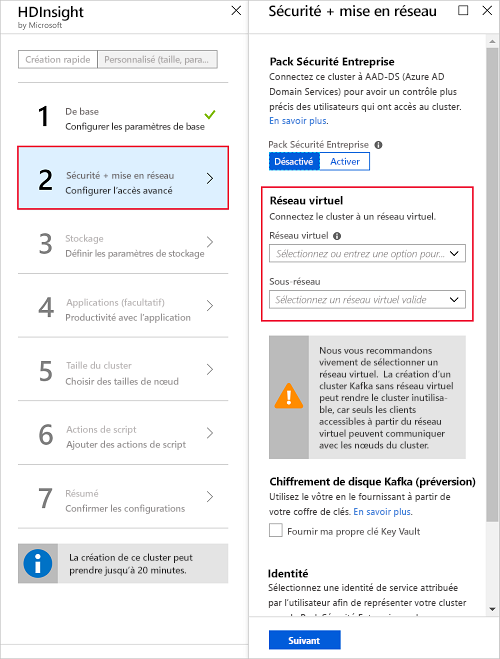 HDInsight
by Microsoft
Création rapide
Personnalisé (taille, para...
1
De base
Configurer les paramètres de base
2
Sécurité + mise en réseau
Configurer l'accès avancé
3
Stockage
Définir les paramètres de stockage
4
Applications (facultatif)
Productivité avec l'application
5
Taille du cluster
Choisir des tailles de nœud
6
Actions de script
Ajouter des actions de script
7
Résumé
Confirmer les configurations
La création de ce cluster peut
prendre jusqu'à 20 minutes.
Sécurité + mise en réseau
Pack Sécurité Entreprise
Connectez ce cluster à AAD-DS (Azure AD
Domain Services) pour avoir un contrôle plus
précis des utilisateurs qui ont accès au cluster.
En savoir plus.
Pack Sécurité Entreprise
Désactivé
Activer
Réseau virtuel
Connectez le cluster à un réseau virtuel.
Réseau virtuel
Sélectionnez ou entrez une option pour...
Sous-réseau
Sélectionnez un réseau virtuel valide
Nous vous recommandons
vivement de sélectionner un
réseau virtuel. La création d'un
cluster Kafka sans réseau virtuel
peut rendre le cluster inutilisa-
ble, car seuls les clients
accessibles à partir du réseau
virtuel peuvent communiquer
avec les nœuds du cluster.
Chiffrement de disque Kafka (préversion)
Utilisez le vôtre en le fournissant à partir de
votre coffre de clés. En savoir plus.
Fournir ma propre clé Key Vault
Identité
Sélectionnez une identité de service attribuée
par l'utilisateur afin de représenter votre cluster
Suivant